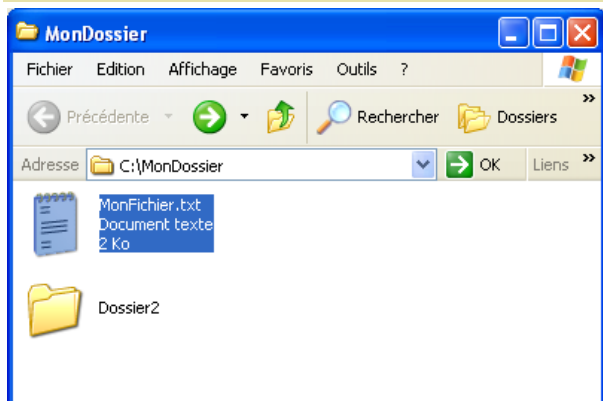 MonDossier
Fichier Edition Affichage Favoris Outils ?
Précédente Rechercher Dossiers »
Adresse C:\MonDossier OK Liens »
MonFichier.txt
Document texte
2 Ko
Dossier2